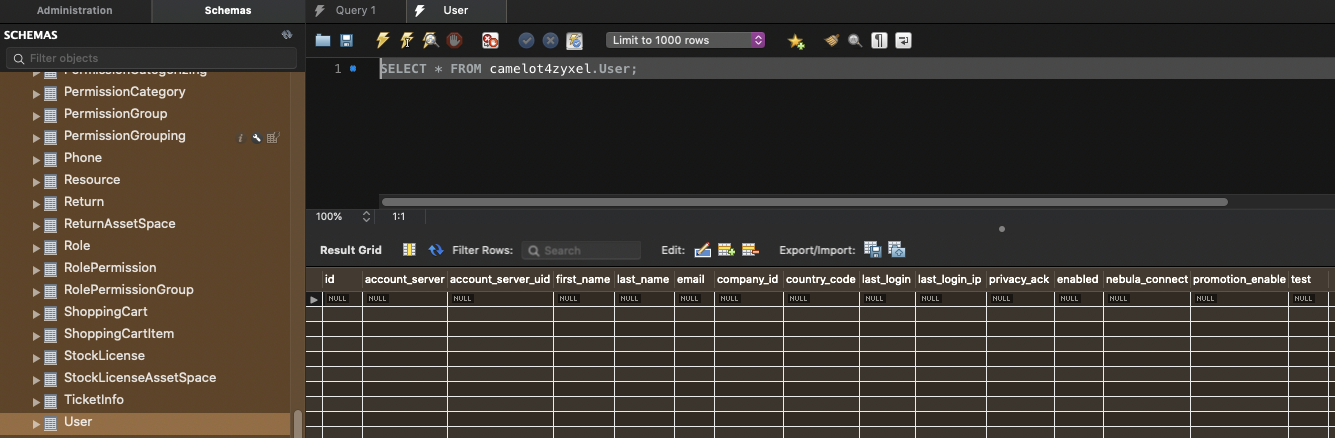 Administration Schemas Query 1 User
SCHEMAS
Filter objects
Limit to 1000 rows
1 SELECT * FROM camelot4zyxel.User;
PermissionCategorizing
PermissionCategory
PermissionGroup
PermissionGrouping
Phone
Resource
Return
ReturnAssetSpace
Role
RolePermission
RolePermissionGroup
ShoppingCart
ShoppingCartItem
StockLicense
StockLicenseAssetSpace
TicketInfo
User
100% 1:1
Result Grid Filter Rows: Search Edit: Export/Import:
id account_server account_server_uid first_name last_name email company_id country_code last_login last_login_ip privacy_ack enabled nebula_connect promotion_enable test
NULL NULL NULL NULL NULL NULL NULL NULL NULL NULL NULL NULL NULL NULL NULL